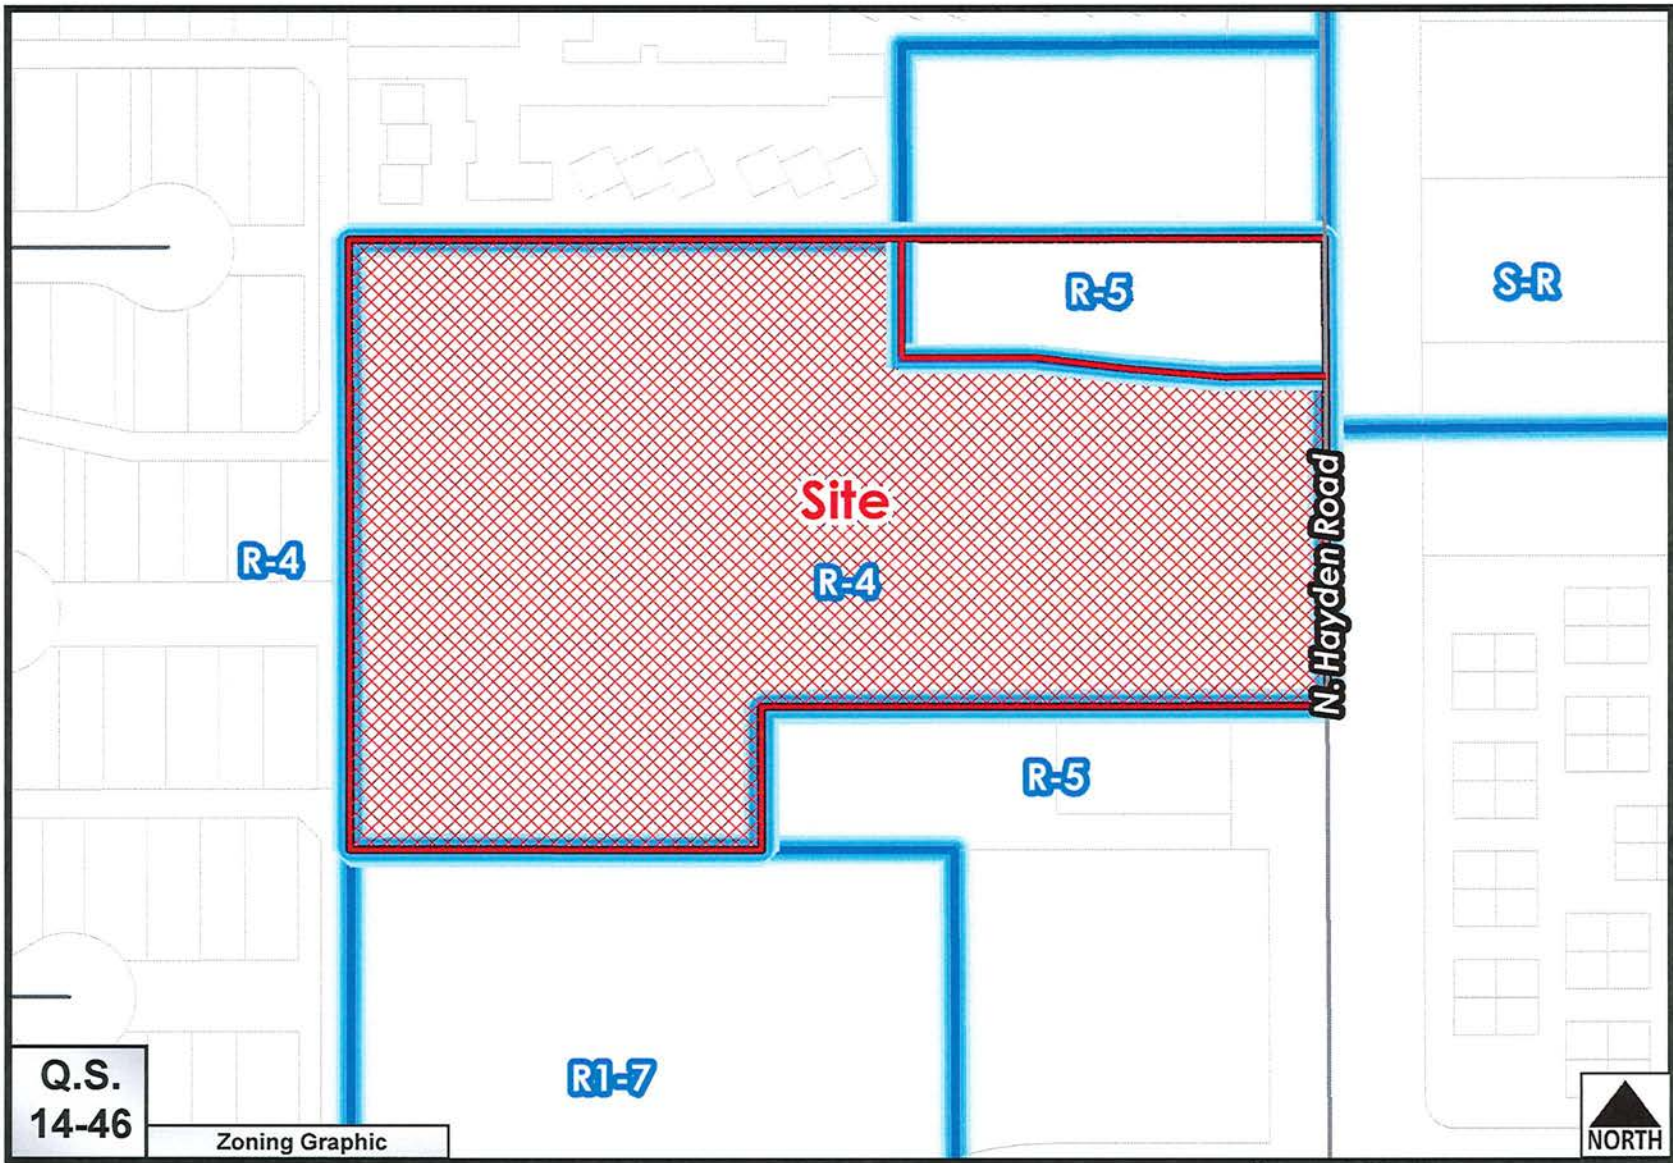 R-5
S-R
Site
R-4
R-4
N. Hayden Road
R-5
R1-7
Q.S.
14-46
Zoning Graphic
NORTH